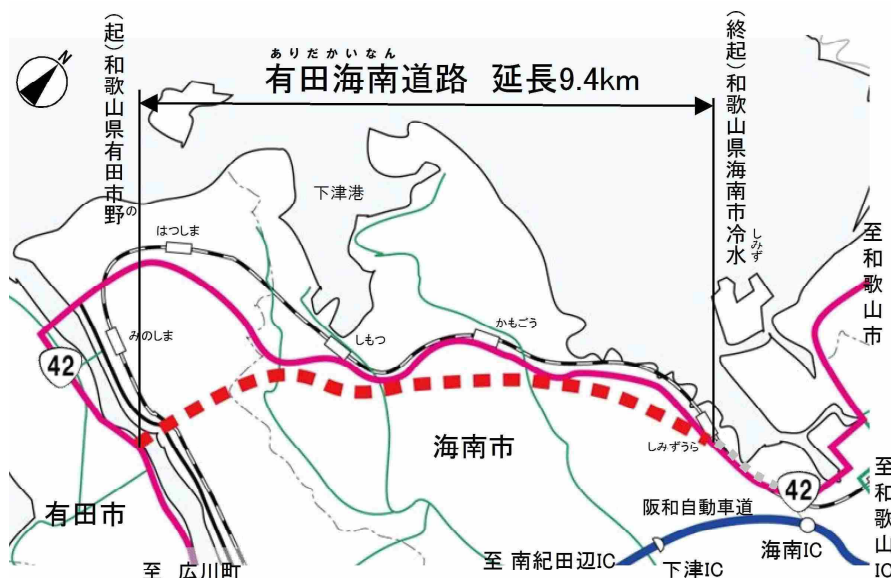 N
ありだかいなん
有田海南道路 延長9.4km
(起)和歌山県有田市野
の
(終起)和歌山県海南市冷水
しみず
下津港
はつしま
みのしま
しもつ
かもごう
しみずうら
至 和歌山市
42
42
海南市
有田市
阪和自動車道
至 広川町
至 南紀田辺IC
下津IC
海南IC
至 和歌山IC